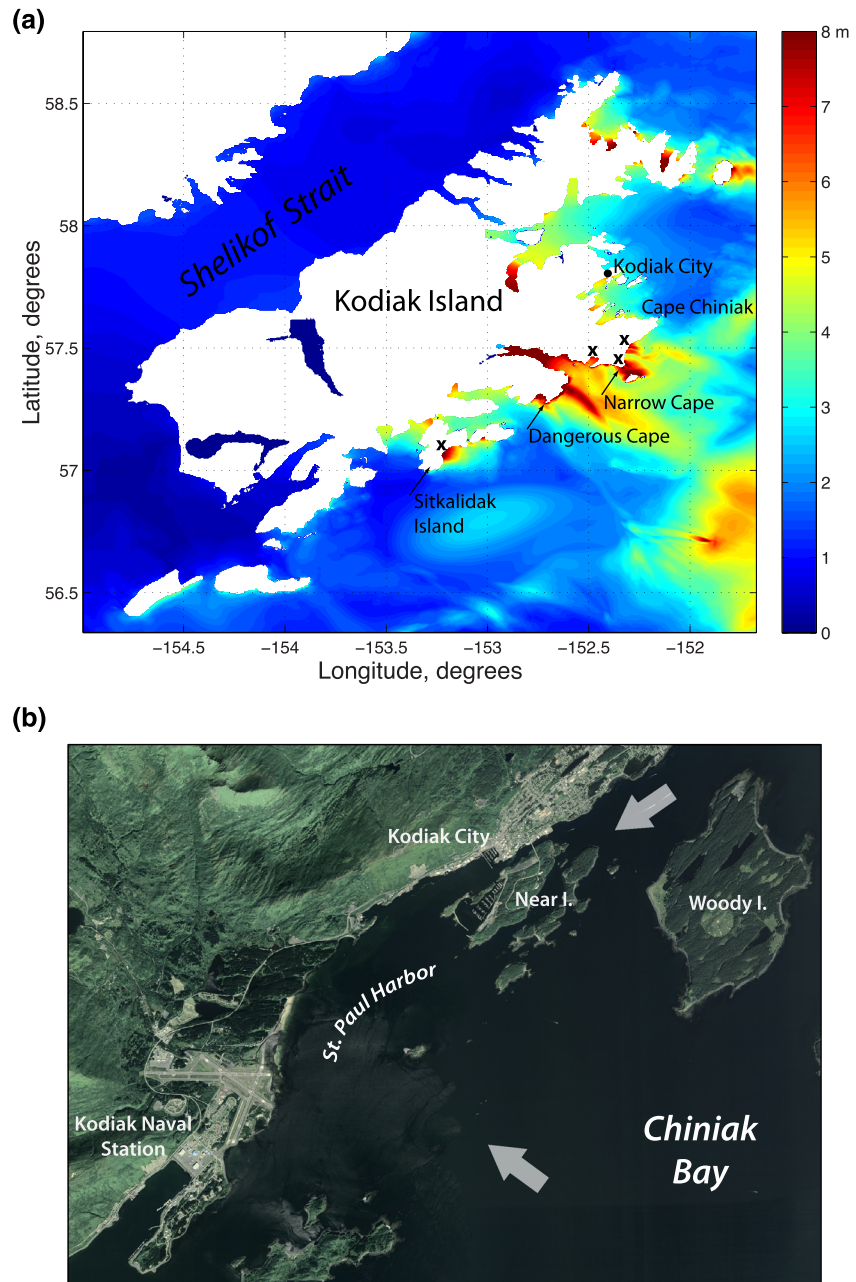 (a)
8 m
7
6
5
4
3
2
1
0
58.5
58
57.5
57
56.5
Latitude, degrees
−154.5
−154
−153.5
−153
−152.5
−152
Longitude, degrees
Shelikof Strait
Kodiak Island
Kodiak City
Cape Chiniak
x
x
x
Narrow Cape
Dangerous Cape
x
Sitkalidak
Island
(b)
Kodiak City
Near I.
Woody I.
St. Paul Harbor
Kodiak Naval
Station
Chiniak
Bay